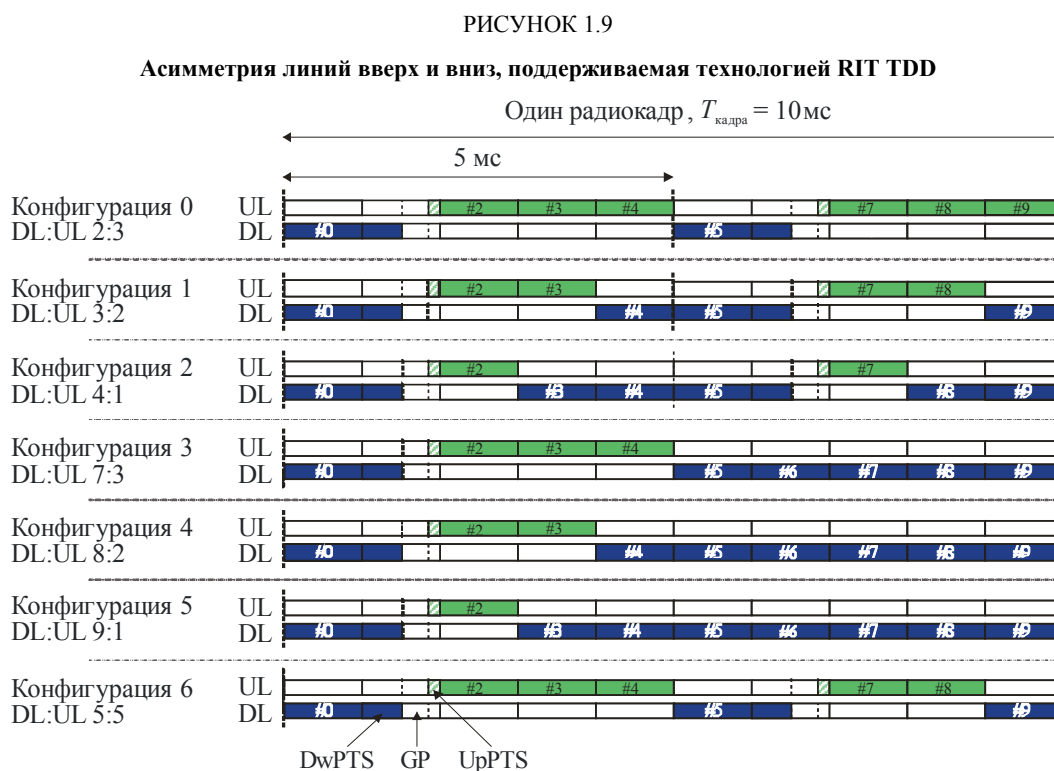 РИСУНОК 1.9
Асимметрия линий вверх и вниз, поддерживаемая технологией RIT TDD
Один радиокадр , Tкадра = 10 мс
5 мс
Конфигурация 0 UL #2 #3 #4 #7 #8 #9
DL:UL 2:3 DL #0 #5
Конфигурация 1 UL #2 #3 #7 #8
DL:UL 3:2 DL #0 #4 #5 #9
Конфигурация 2 UL #2 #7
DL:UL 4:1 DL #0 #3 #4 #5 #8 #9
Конфигурация 3 UL #2 #3 #4
DL:UL 7:3 DL #0 #5 #6 #7 #8 #9
Конфигурация 4 UL #2 #3
DL:UL 8:2 DL #0 #4 #5 #6 #7 #8 #9
Конфигурация 5 UL #2
DL:UL 9:1 DL #0 #3 #4 #5 #6 #7 #8 #9
Конфигурация 6 UL #2 #3 #4 #7 #8
DL:UL 5:5 DL #0 #5 #9
DwPTS GP UpPTS